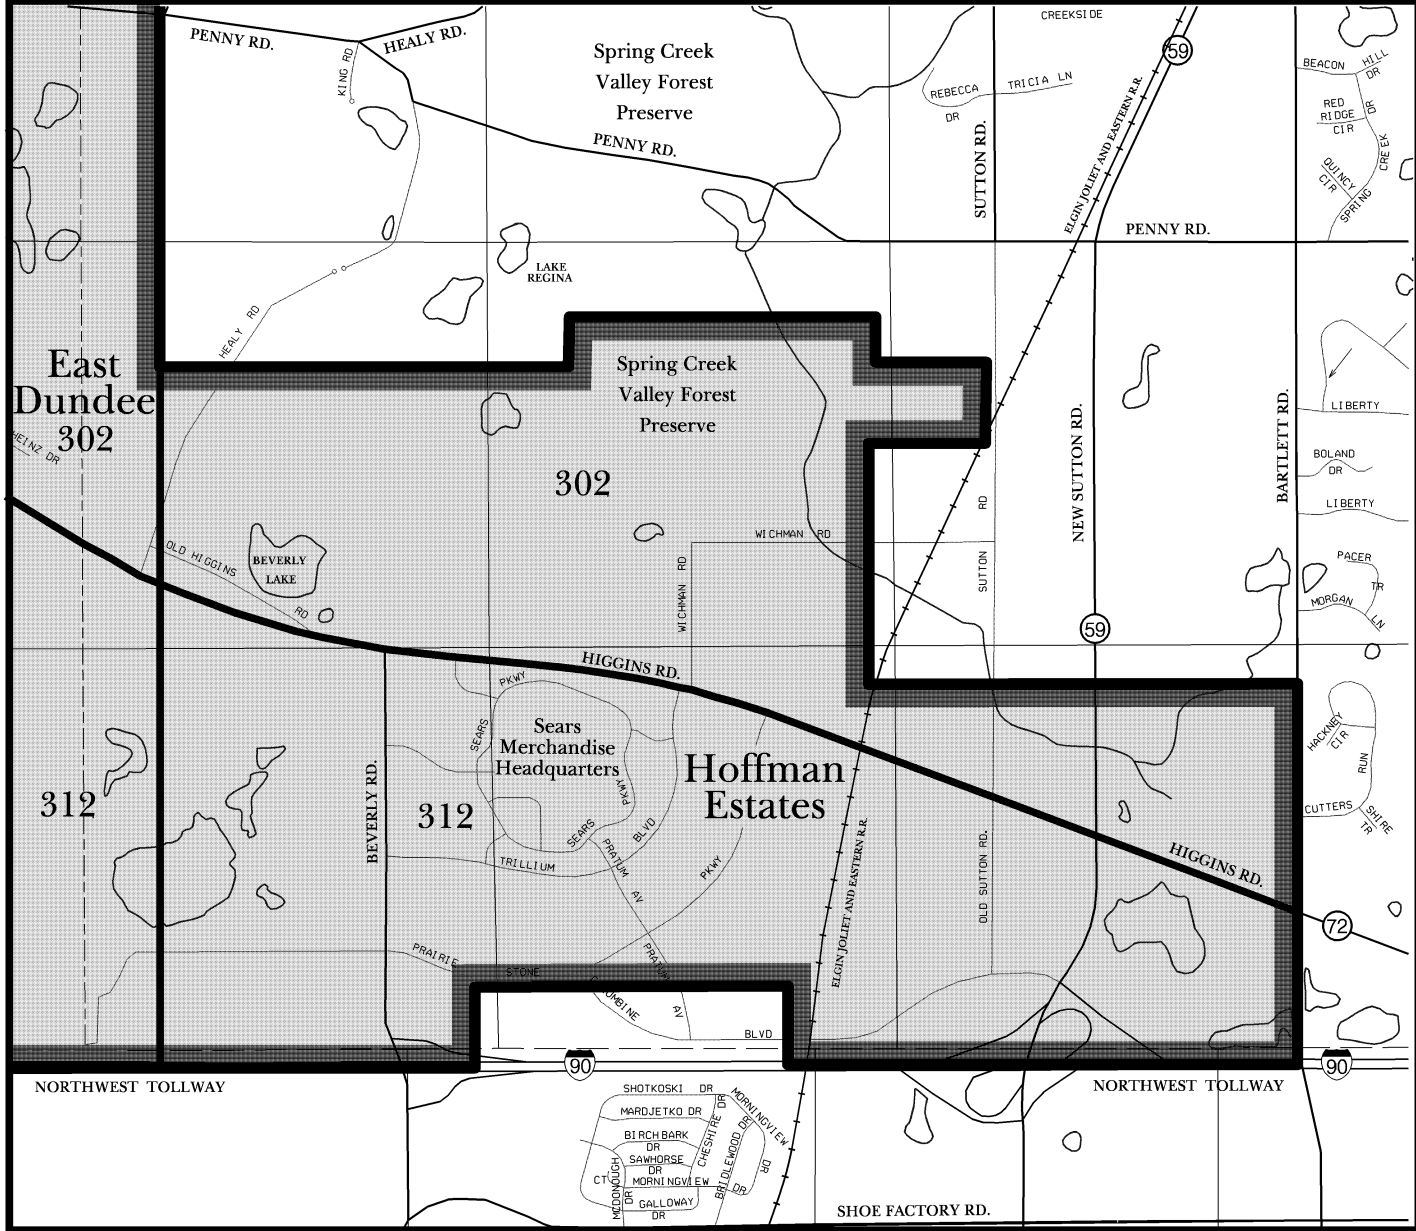 PENNY RD.
HEALY RD.
KING RD
Spring Creek
Valley Forest
Preserve
PENNY RD.
CREEKSIDE
REBECCA
DR
TRICIA LN
SUTTON RD.
ELGIN JOLIET AND EASTERN R.R.
59
BEACON HILL
DR
RED
RIDGE
CIR
QUINCY
CIR
SPRING CREEK DR
PENNY RD.
LAKE
REGINA
HEALY RD
East
Dundee
302
HEINZ DR
Spring Creek
Valley Forest
Preserve
302
LIBERTY
BARTLETT RD.
NEW SUTTON RD.
BOLAND
DR
LIBERTY
SUTTON RD
WICHMAN RD
WICHMAN RD
OLD HIGGINS RD
BEVERLY
LAKE
PACER
TR
MORGAN
LN
59
HIGGINS RD.
SEARS PKWY
Sears
Merchandise
Headquarters
PKWY
SEARS
Hoffman
Estates
HACKNEY
CIR
RUN
CUTTERS
SHIRE
TR
312
BEVERLY RD.
312
BLVD
TRILLIUM
PRATUM AV
PKWY
OLD SUTTON RD.
ELGIN JOLIET AND EASTERN R.R.
HIGGINS RD.
72
PRAIRIE
STONE
PRATUM
AV
UMBINE
BLVD
90
90
NORTHWEST TOLLWAY
NORTHWEST TOLLWAY
SHOTKOSKI DR
MARDJETKO DR
BIRCHBARK
DR
SAWHORSE
DR
MORNINGVIEW
DR
GALLOWAY
DR
CT
MCDONOUGH
DR
CHESHIRE DR
BRIDLEWOOD DR
MORNINGVIEW
DR
SHOE FACTORY RD.